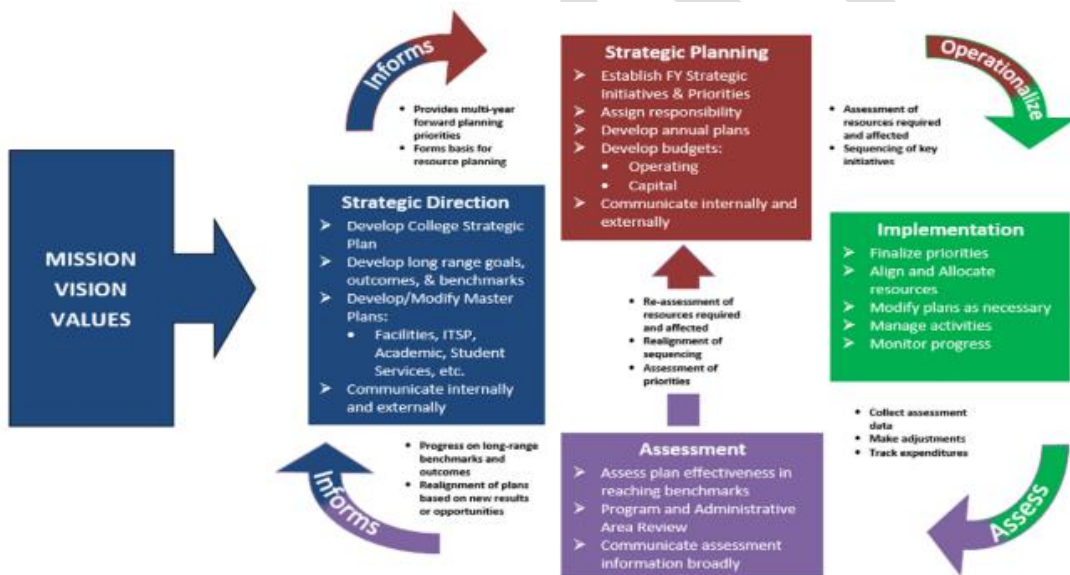 MISSION
VISION
VALUES
Informs
• Provides multi-year
forward planning
priorities
• Forms basis for
resource planning
Strategic Direction
➤ Develop College Strategic
Plan
➤ Develop long range goals,
outcomes, & benchmarks
➤ Develop/Modify Master
Plans:
• Facilities, ITSP,
Academic, Student
Services, etc.
➤ Communicate internally
and externally
Strategic Planning
➤ Establish FY Strategic
Initiatives & Priorities
➤ Assign responsibility
➤ Develop annual plans
➤ Develop budgets:
• Operating
• Capital
➤ Communicate internally and
externally
Operationalize
• Assessment of
resources required
and affected
• Sequencing of key
initiatives
Implementation
➤ Finalize priorities
➤ Align and Allocate
resources
➤ Modify plans as necessary
➤ Manage activities
➤ Monitor progress
• Collect assessment
data
• Make adjustments
• Track expenditures
Assess
• Re-assessment of
resources required
and affected
• Realignment of
sequencing
• Assessment of
priorities
Assessment
➤ Assess plan effectiveness in
reaching benchmarks
➤ Program and Administrative
Area Review
➤ Communicate assessment
information broadly
• Progress on long-range
benchmarks and
outcomes
• Realignment of plans
based on new results
or opportunities
Informs